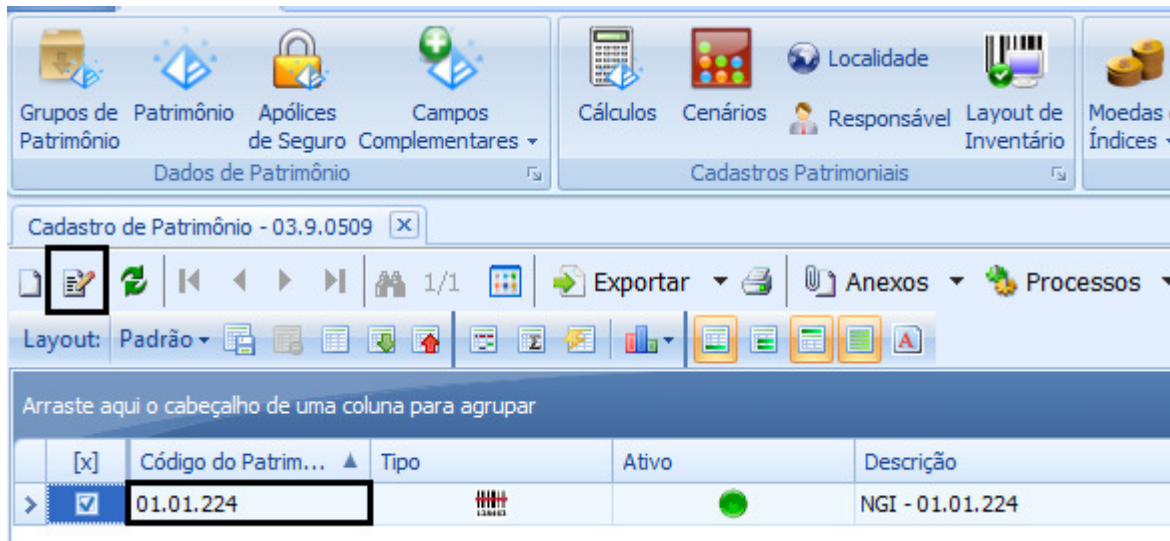 Grupos de Patrimônio Apólices Campos Cálculos Cenários Localidade Layout de Moedas
Patrimônio de Seguro Complementares Responsável Inventário Índices
Dados de Patrimônio Cadastros Patrimoniais
Cadastro de Patrimônio - 03.9.0509
1/1 Exportar Anexos Processos
Layout: Padrão
Arraste aqui o cabeçalho de uma coluna para agrupar
[x] Código do Patrim... Tipo Ativo Descrição
01.01.224 NGI - 01.01.224